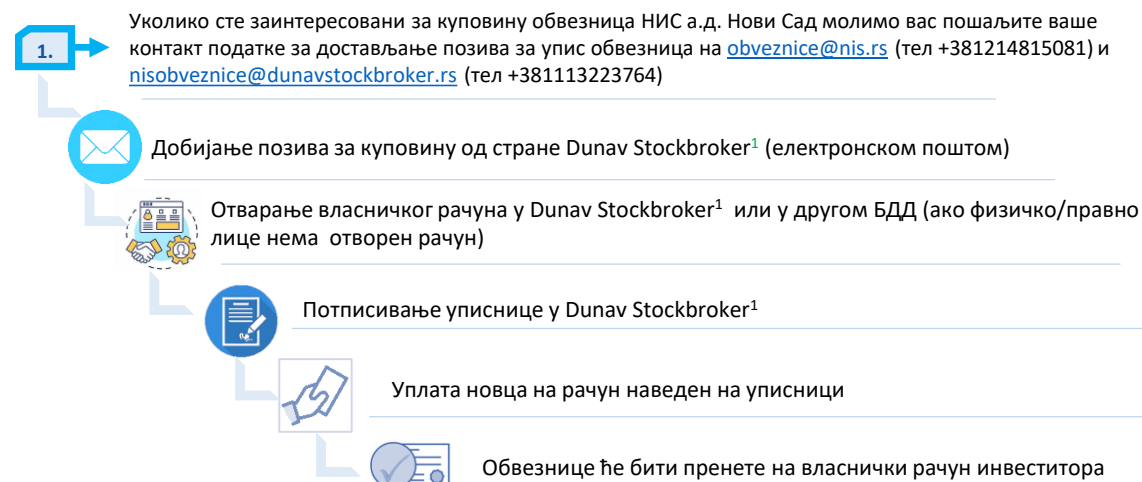 Уколико сте заинтересовани за куповину обвезница НИС а.д. Нови Сад молимо вас пошаљите ваше
1.
контакт податке за достављање позива за упис обвезница на obveznice@nis.rs (тел +381214815081) и
nisobveznice@dunavstockbroker.rs (тел +381113223764)
Добијање позива за куповину од стране Dunav Stockbroker¹ (електронском поштом)
Отварање власничког рачуна у Dunav Stockbroker¹ или у другом БДД (ако физичко/правно
лице нема отворен рачун)
Потписивање уписнице у Dunav Stockbroker¹
Уплата новца на рачун наведен на уписници
Обвезнице ће бити пренете на власнички рачун инвеститора